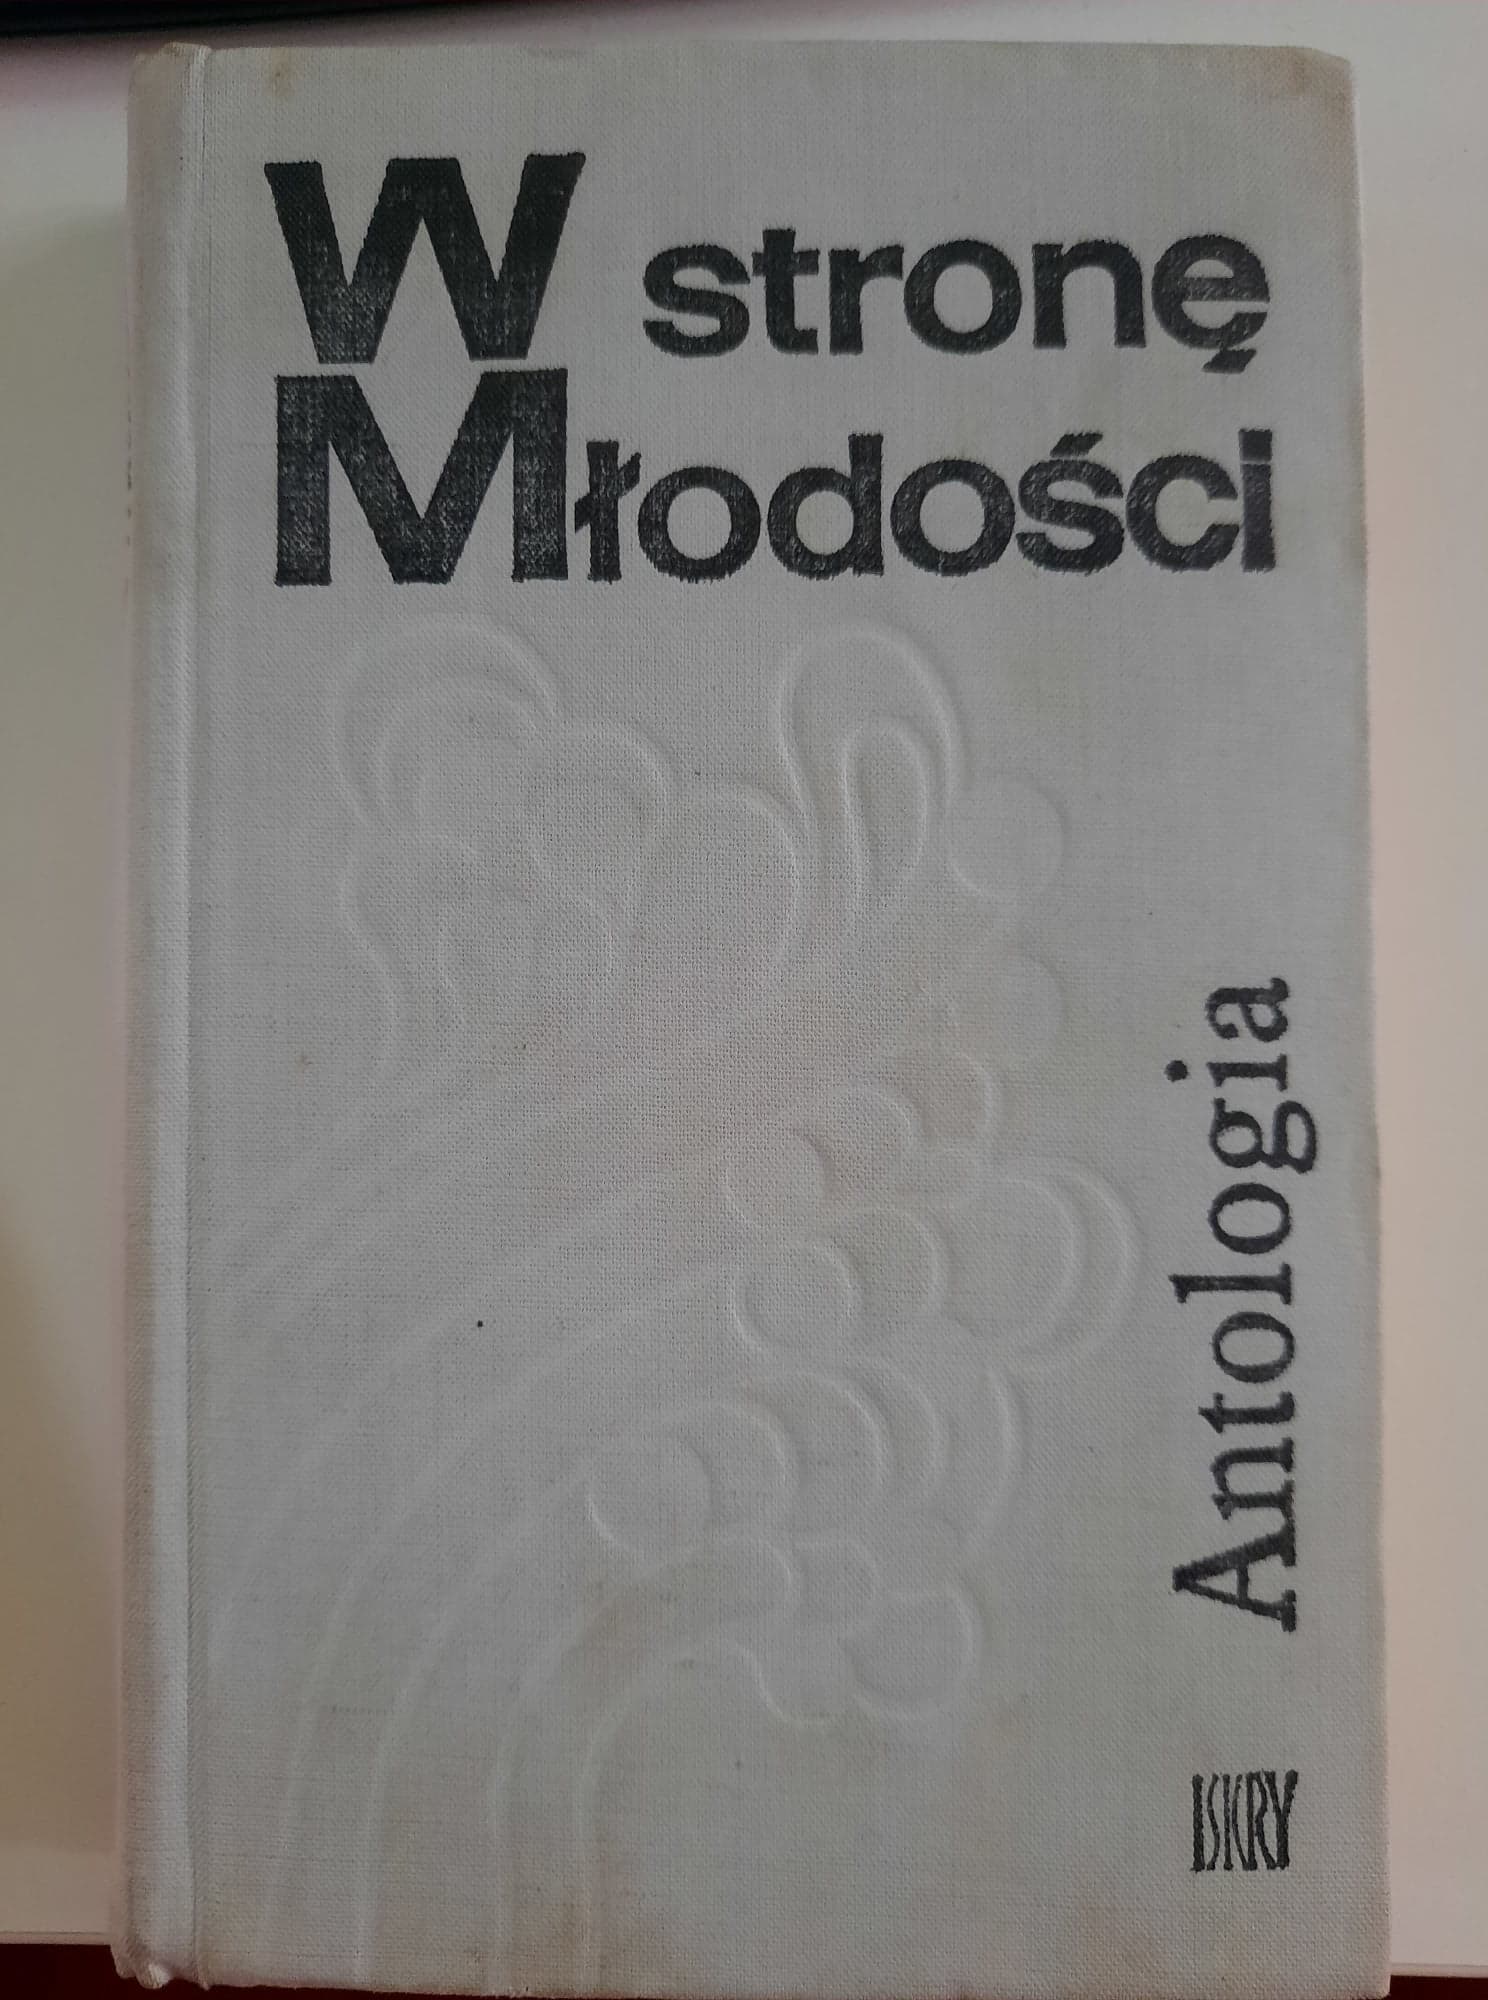 W stronę
Młodości
Antologia
ISKRY